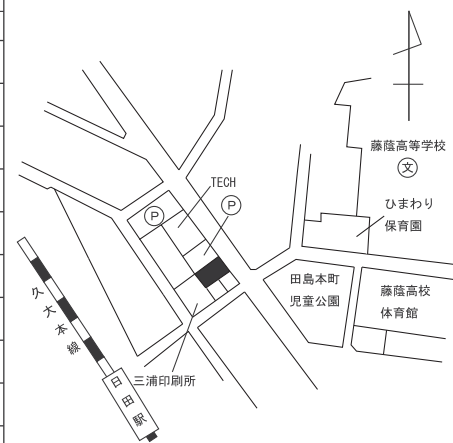 藤蔭高等学校
文
TECH
P
P
ひまわり
保育園
田島本町
児童公園
藤蔭高校
体育館
久大本線
三浦印刷所
日田駅